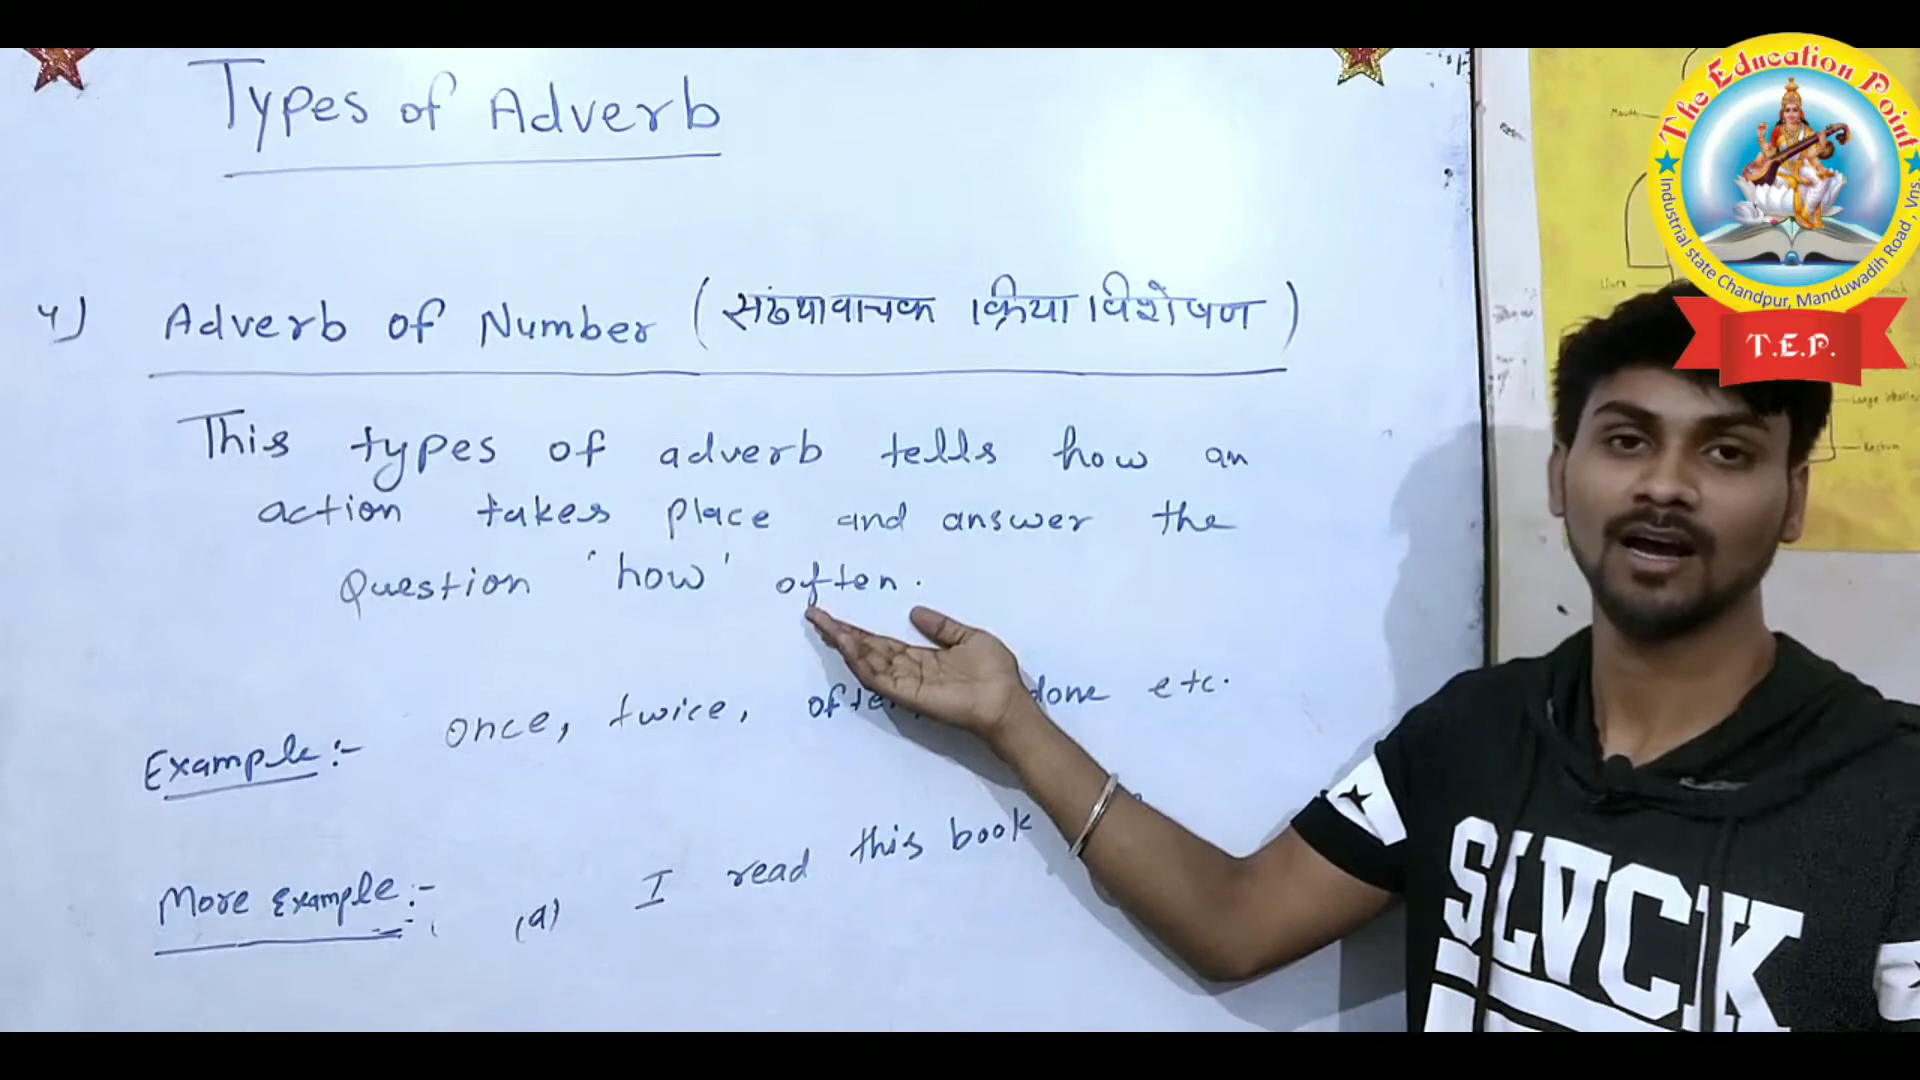 Types of Adverb
4) Adverb of Number (संख्यावाचक क्रिया विशेषण)
This types of adverb tells how an
action takes place and answer the
Question 'how' often.
Example:- once, twice, often, done etc.
More example:- (a) I read this book
The Education Point
Industrial state Chandpur, Manduwadih Road, Vns.
T.E.P.
SLVCK
Rectum